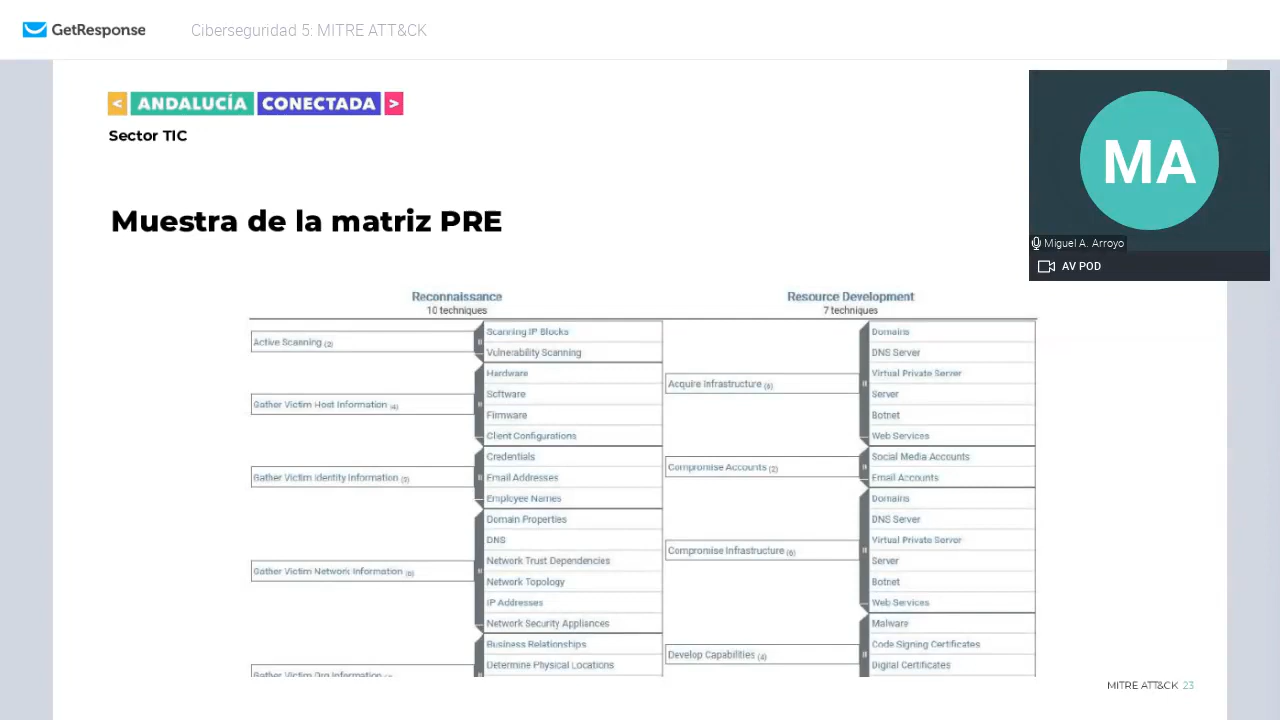 GetResponse
Ciberseguridad 5: MITRE ATT&CK
< ANDALUCÍA CONECTADA >
Sector TIC
MA
Miguel A. Arroyo
AV POD
Muestra de la matriz PRE
Reconnaissance
10 techniques
Active Scanning (2)
Scanning IP Blocks
Vulnerability Scanning
Gather Victim Host Information (4)
Hardware
Software
Firmware
Client Configurations
Gather Victim Identity Information (3)
Credentials
Email Addresses
Employee Names
Gather Victim Network Information (6)
Domain Properties
DNS
Network Trust Dependencies
Network Topology
IP Addresses
Network Security Appliances
Gather Victim Org Information
Business Relationships
Determine Physical Locations
Resource Development
7 techniques
Acquire Infrastructure (6)
Domains
DNS Server
Virtual Private Server
Server
Botnet
Web Services
Compromise Accounts (2)
Social Media Accounts
Email Accounts
Compromise Infrastructure (6)
Domains
DNS Server
Virtual Private Server
Server
Botnet
Web Services
Develop Capabilities (4)
Malware
Code Signing Certificates
Digital Certificates
MITRE ATT&CK 23